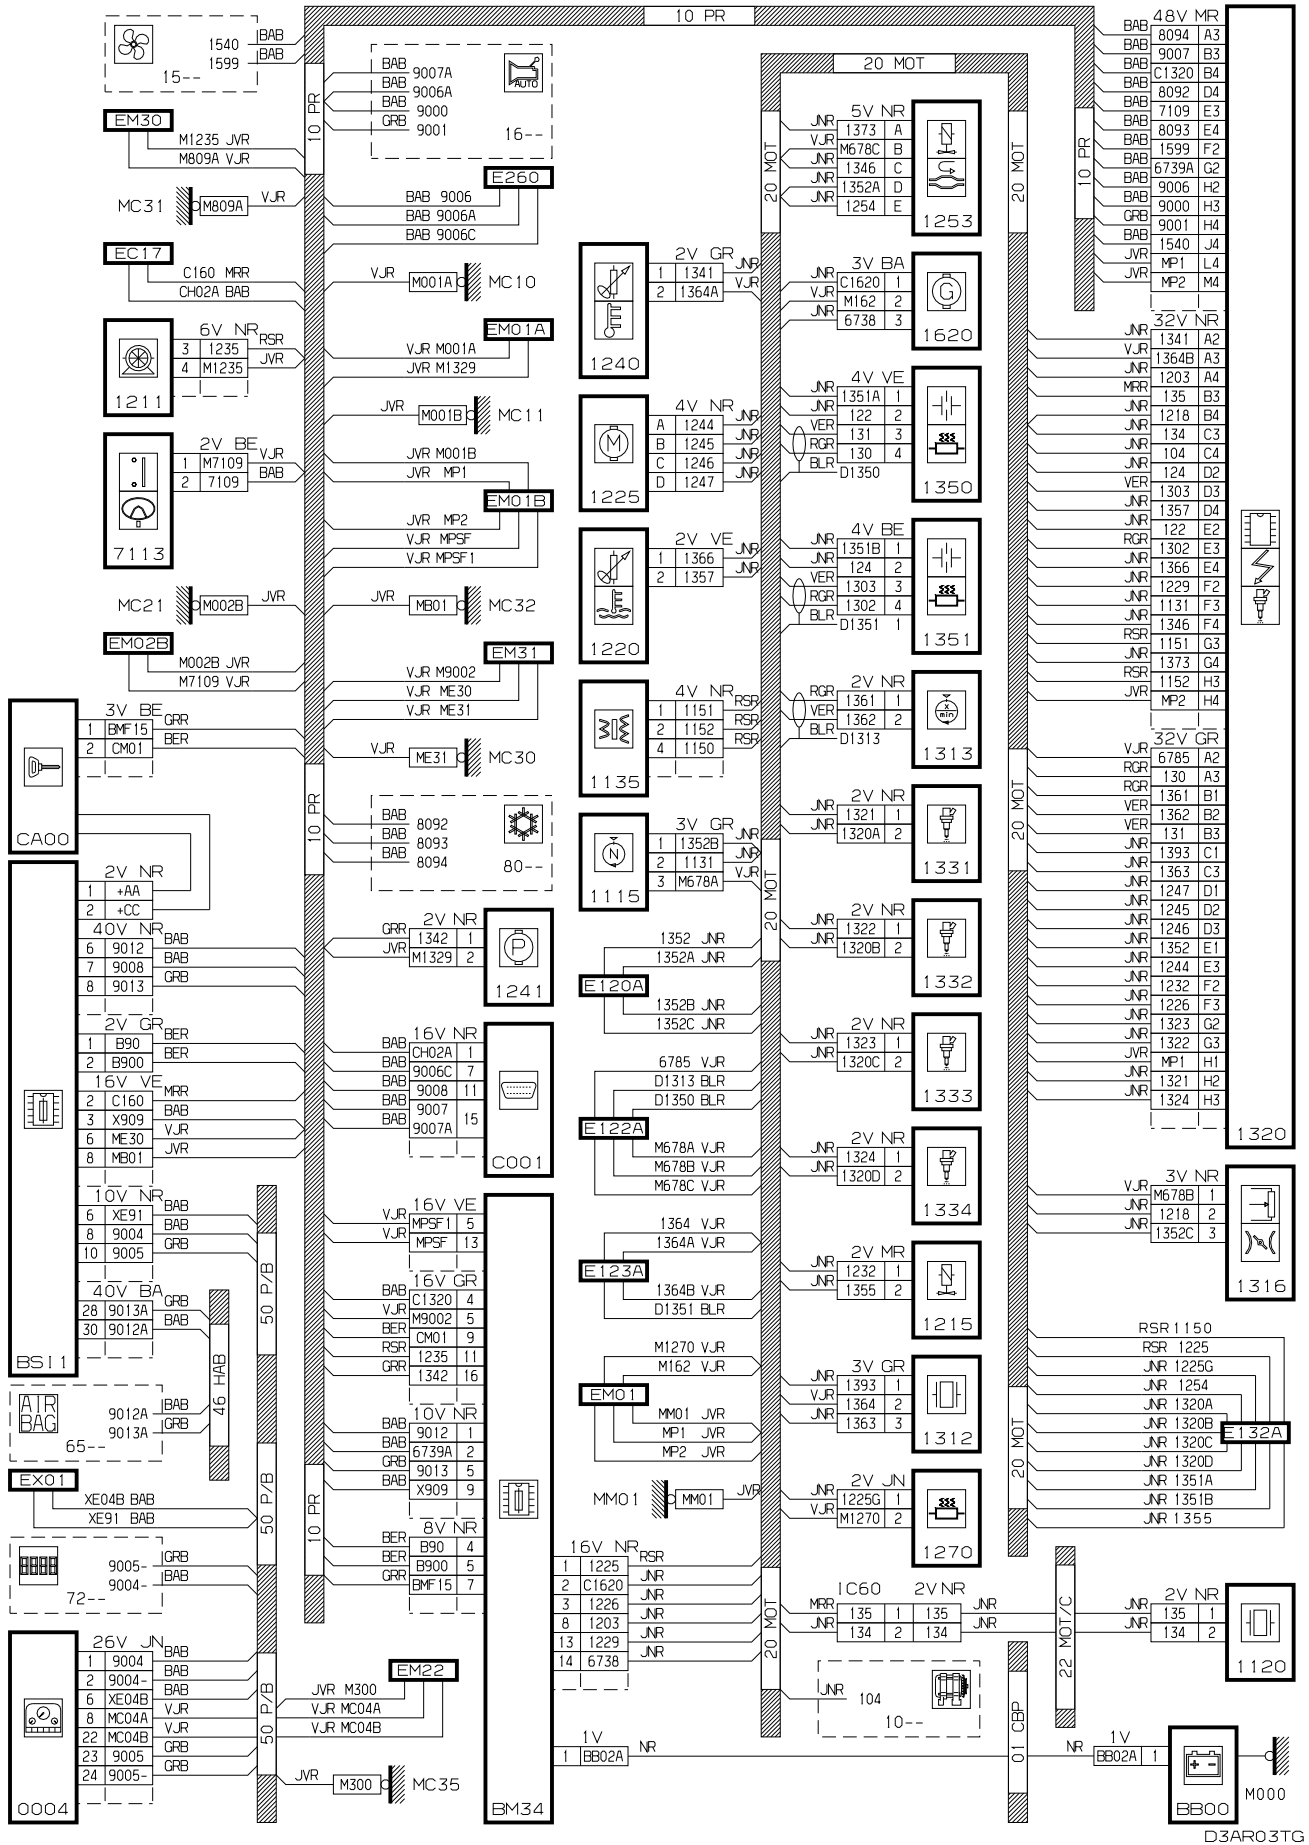 10 PR
1540 BAB
1599 BAB
15--
EM30
M1235 JVR
M809A VJR
MC31 M809A VJR
EC17
C160 MRR
CH02A BAB
6V NR
3 1235 RSR
4 M1235 JVR
1211
2V BE
1 M7109 VJR
2 7109 BAB
7113
MC21 M002B JVR
EM02B
M002B JVR
M7109 VJR
3V BE
1 BMF15 GRR
2 CM01 BER
CA00
2V NR
1 +AA
2 +CC
40V NR
6 9012 BAB
7 9008 BAB
8 9013 GRB
2V GR
1 B90 BER
2 B900 BER
16V VE
2 C160 MRR
3 X909 BAB
6 ME30 VJR
8 MB01 JVR
10V NR
6 XE91 BAB
8 9004 BAB
10 9005 GRB
40V BA
28 9013A GRB
30 9012A BAB
BSI1
AIR
BAG
9012A BAB
9013A GRB
65--
46 HAB
EX01
XE04B BAB
XE91 BAB
9005- GRB
9004- BAB
72--
26V JN
1 9004 BAB
2 9004- BAB
6 XE04B BAB
8 MC04A VJR
22 MC04B VJR
23 9005 GRB
24 9005- GRB
0004
50 P/B
50 P/B
50 P/B
10 PR
10 PR
10 PR
BAB 9007A
BAB 9006A
BAB 9000
GRB 9001
AUTO
16--
E260
BAB 9006
BAB 9006A
BAB 9006C
VJR M001A MC10
EM01A
VJR M001A
JVR M1329
JVR M001B MC11
JVR M001B
JVR MP1
EM01B
JVR MP2
VJR MPSF
VJR MPSF1
JVR MB01 MC32
EM31
VJR M9002
VJR ME30
VJR ME31
VJR ME31 MC30
BAB 8092
BAB 8093
BAB 8094
80--
2V NR
GRR 1342 1
JVR M1329 2
1241
16V NR
BAB CH02A 1
BAB 9006C 7
BAB 9008 11
BAB 9007
BAB 9007A 15
C001
16V VE
VJR MPSF1 5
VJR MPSF 13
16V GR
BAB C1320 4
VJR M9002 5
BER CM01 9
RSR 1235 11
GRR 1342 16
10V NR
BAB 9012 1
BAB 6739A 2
GRB 9013 5
BAB X909 9
8V NR
BER B90 4
BER B900 5
GRR BMF15 7
BM34
EM22
JVR M300
VJR MC04A
VJR MC04B
JVR M300 MC35
16V NR
1 1225 RSR
2 C1620 JNR
3 1226 JNR
8 1203 JNR
13 1229 JNR
14 6738 JNR
1V
1 BB02A NR
2V GR
1 1341 JNR
2 1364A VJR
1240
4V NR
A 1244 JNR
B 1245 JNR
C 1246 JNR
D 1247 JNR
M
1225
2V VE
1 1366 JNR
2 1357 JNR
1220
4V NR
1 1151 RSR
2 1152 RSR
4 1150 RSR
1135
3V GR
1 1352B JNR
2 1131 JNR
3 M678A VJR
N
1115
1352 JNR
1352A JNR
E120A
1352B JNR
1352C JNR
6785 VJR
D1313 BLR
D1350 BLR
E122A
M678A VJR
M678B VJR
M678C VJR
1364 VJR
1364A VJR
E123A
1364B VJR
D1351 BLR
M1270 VJR
M162 VJR
EM01
MM01 JVR
MP1 JVR
MP2 JVR
MM01 MM01 JVR
20 MOT
20 MOT
20 MOT
20 MOT
5V NR
JNR 1373 A
VJR M678C B
JNR 1346 C
JNR 1352A D
JNR 1254 E
1253
3V BA
JNR C1620 1
VJR M162 2
JNR 6738 3
G
1620
4V VE
JNR 1351A 1
JNR 122 2
VER 131 3
RGR 130 4
BLR D1350
1350
4V BE
JNR 1351B 1
JNR 124 2
VER 1303 3
RGR 1302 4
BLR D1351 1
1351
2V NR
RGR 1361 1
VER 1362 2
BLR D1313
x
min
1313
2V NR
JNR 1321 1
JNR 1320A 2
1331
2V NR
JNR 1322 1
JNR 1320B 2
1332
2V NR
JNR 1323 1
JNR 1320C 2
1333
2V NR
JNR 1324 1
JNR 1320D 2
1334
2V MR
JNR 1232 1
JNR 1355 2
1215
3V GR
JNR 1393 1
VJR 1364 2
JNR 1363 3
1312
2V JN
JNR 1225G 1
VJR M1270 2
1270
IC60 2V NR
MRR 135 1 135 JNR
JNR 134 2 134 JNR
JNR 104
10--
20 MOT
20 MOT
20 MOT
01 CBP
22 MOT/C
10 PR
48V MR
BAB 8094 A3
BAB 9007 B3
BAB C1320 B4
BAB 8092 D4
BAB 7109 E3
BAB 8093 E4
BAB 1599 F2
BAB 6739A G2
BAB 9006 H2
BAB 9000 H3
GRB 9001 H4
BAB 1540 J4
JVR MP1 L4
JVR MP2 M4
32V NR
JNR 1341 A2
VJR 1364B A3
JNR 1203 A4
MRR 135 B3
JNR 1218 B4
JNR 134 C3
JNR 104 C4
JNR 124 D2
VER 1303 D3
JNR 1357 D4
JNR 122 E2
RGR 1302 E3
JNR 1366 E4
JNR 1229 F2
JNR 1131 F3
JNR 1346 F4
RSR 1151 G3
JNR 1373 G4
RSR 1152 H3
JVR MP2 H4
32V GR
VJR 6785 A2
RGR 130 A3
RGR 1361 B1
VER 1362 B2
VER 131 B3
JNR 1393 C1
JNR 1363 C3
JNR 1247 D1
JNR 1245 D2
JNR 1246 D3
JNR 1352 E1
JNR 1244 E3
JNR 1232 F2
JNR 1226 F3
JNR 1323 G2
JNR 1322 G3
JVR MP1 H1
JNR 1321 H2
JNR 1324 H3
1320
3V NR
VJR M678B 1
JNR 1218 2
JNR 1352C 3
1316
RSR 1150
RSR 1225
JNR 1225G
JNR 1254
JNR 1320A
JNR 1320B
JNR 1320C
JNR 1320D
JNR 1351A
JNR 1351B
JNR 1355
E132A
2V NR
JNR 135 1
JNR 134 2
1120
1V
NR BB02A 1
+ -
BB00
M000
P
D3AR03TG